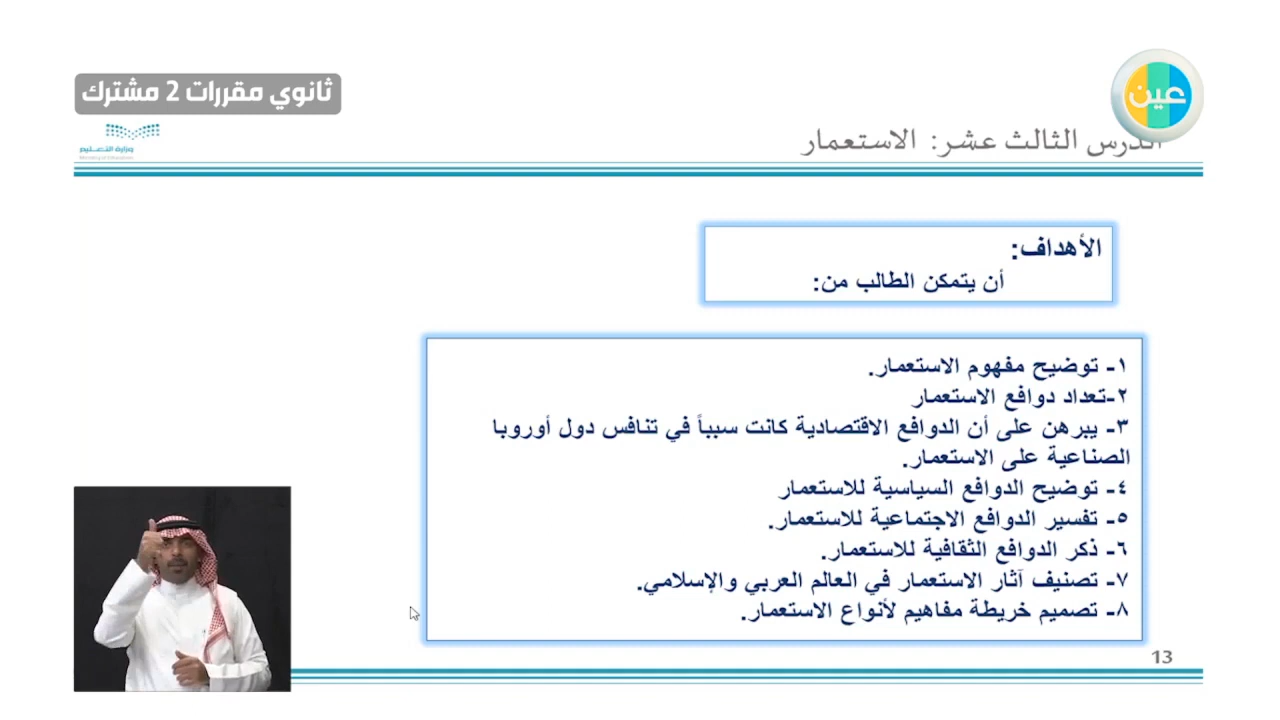 ثانوي مقررات 2 مشترك
عين
وزارة التعليم
الدرس الثالث عشر: الاستعمار
الأهداف:
أن يتمكن الطالب من:
١- توضيح مفهوم الاستعمار.
٢-تعداد دوافع الاستعمار
٣- يبرهن على أن الدوافع الاقتصادية كانت سبباً في تنافس دول أوروبا
الصناعية على الاستعمار.
٤- توضيح الدوافع السياسية للاستعمار
٥- تفسير الدوافع الاجتماعية للاستعمار.
٦- ذكر الدوافع الثقافية للاستعمار.
٧- تصنيف آثار الاستعمار في العالم العربي والإسلامي.
٨- تصميم خريطة مفاهيم لأنواع الاستعمار.
13